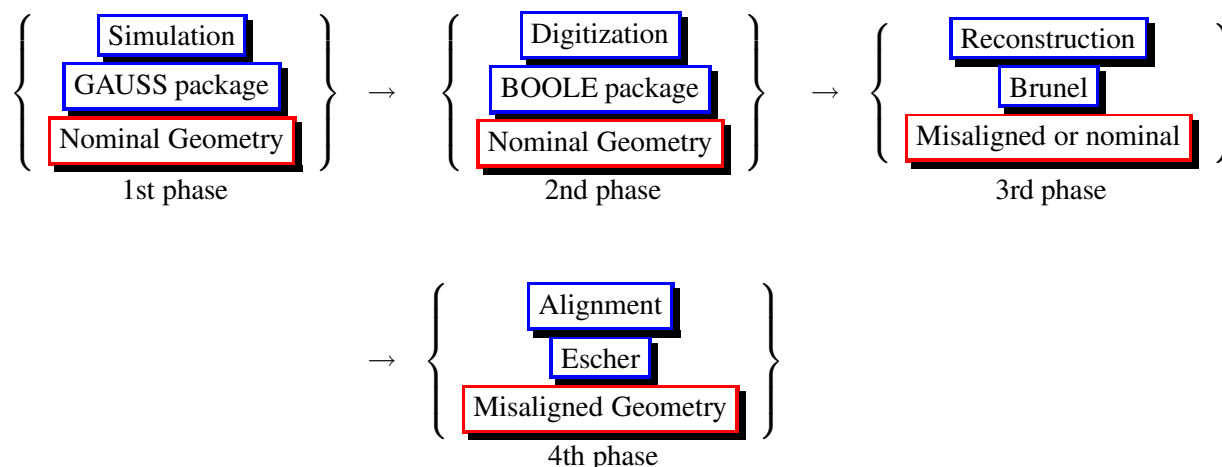 Simulation
GAUSS package
Nominal Geometry
1st phase
→
Digitization
BOOLE package
Nominal Geometry
2nd phase
→
Reconstruction
Brunel
Misaligned or nominal
3rd phase
→
Alignment
Escher
Misaligned Geometry
4th phase